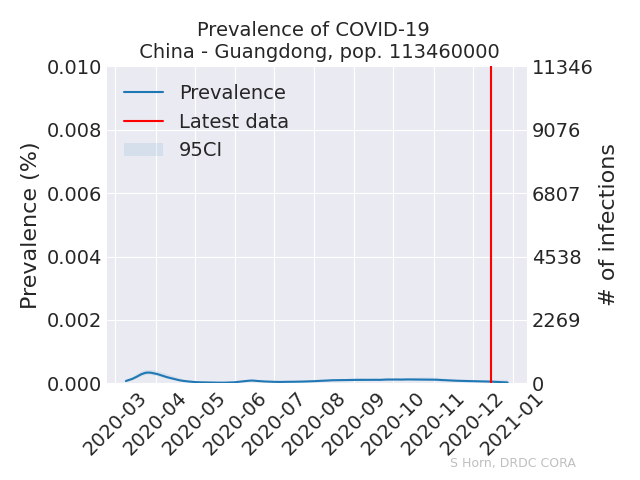 Prevalence of COVID-19
China - Guangdong, pop. 113460000
Prevalence
Latest data
95CI
Prevalence (%)
0.010
0.008
0.006
0.004
0.002
0.000
11346
9076
6807
4538
2269
0
# of infections
2020-03
2020-04
2020-05
2020-06
2020-07
2020-08
2020-09
2020-10
2020-11
2020-12
2021-01
S Horn, DRDC CORA